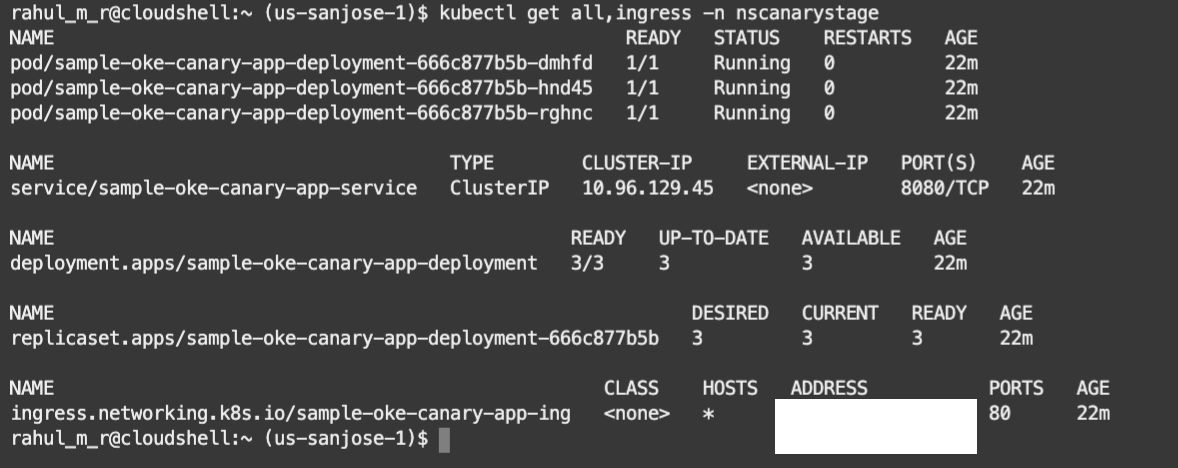 rahul_m_r@cloudshell:~ (us-sanjose-1)$ kubectl get all,ingress -n nscanarystage
NAME READY STATUS RESTARTS AGE
pod/sample-oke-canary-app-deployment-666c877b5b-dmhfd 1/1 Running 0 22m
pod/sample-oke-canary-app-deployment-666c877b5b-hnd45 1/1 Running 0 22m
pod/sample-oke-canary-app-deployment-666c877b5b-rghnc 1/1 Running 0 22m
NAME TYPE CLUSTER-IP EXTERNAL-IP PORT(S) AGE
service/sample-oke-canary-app-service ClusterIP 10.96.129.45 <none> 8080/TCP 22m
NAME READY UP-TO-DATE AVAILABLE AGE
deployment.apps/sample-oke-canary-app-deployment 3/3 3 3 22m
NAME DESIRED CURRENT READY AGE
replicaset.apps/sample-oke-canary-app-deployment-666c877b5b 3 3 3 22m
NAME CLASS HOSTS ADDRESS PORTS AGE
ingress.networking.k8s.io/sample-oke-canary-app-ing <none> * 80 22m
rahul_m_r@cloudshell:~ (us-sanjose-1)$